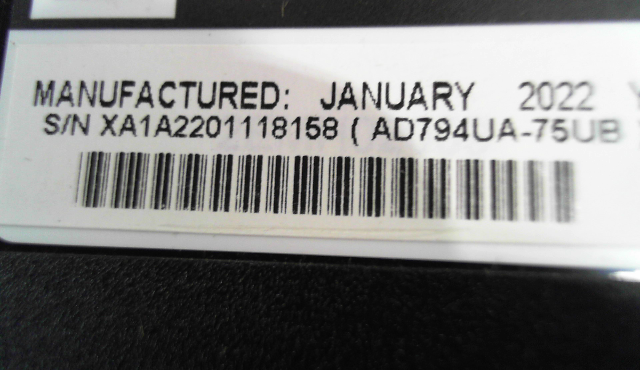 MANUFACTURED: JANUARY 2022
S/N XA1A2201118158 ( AD794UA-75UB